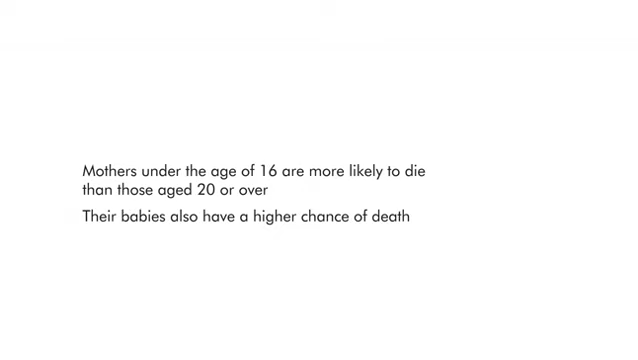 Mothers under the age of 16 are more likely to die
than those aged 20 or over
Their babies also have a higher chance of death